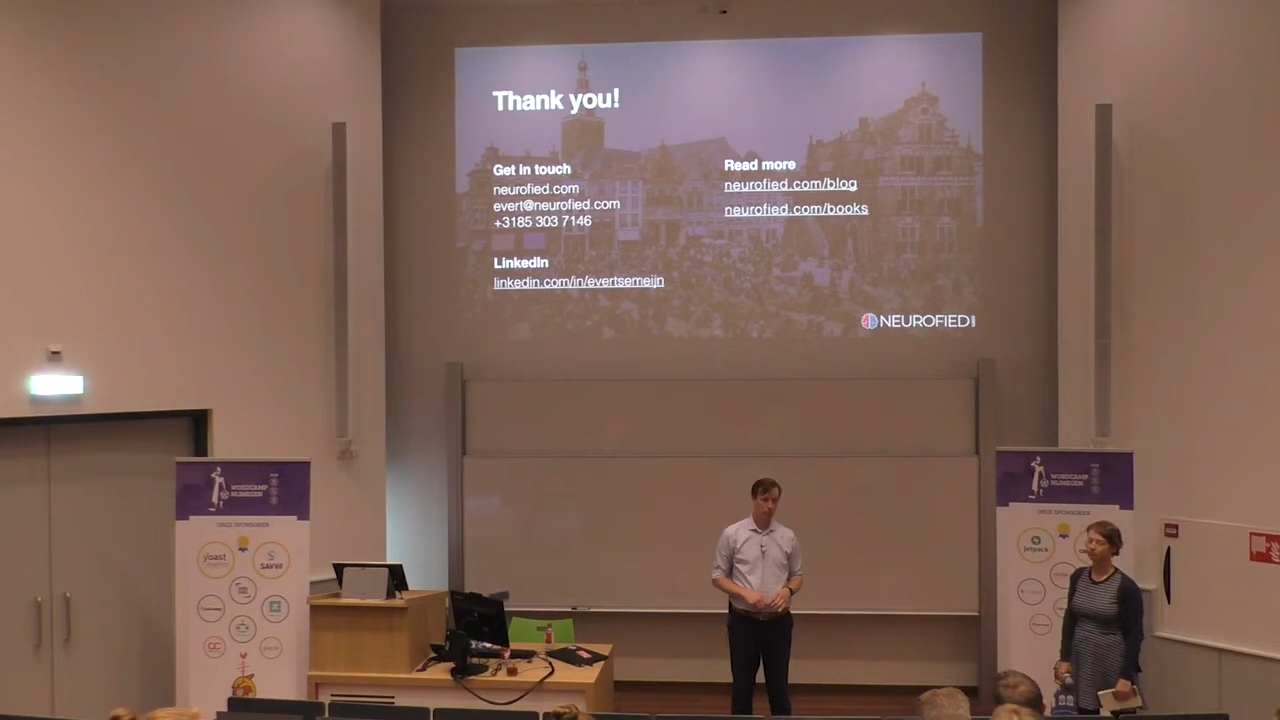 Thank you!
Get in touch
neurofied.com
evert@neurofied.com
+3185 303 7146
LinkedIn
linkedin.com/in/evertsemeijn
Read more
neurofied.com/blog
neurofied.com/books
NEUROFIED
WORDCAMP
NIJMEGEN
ONZE SPONSOREN
yoast
SAVVII
WORDCAMP
NIJMEGEN
ONZE SPONSOREN
Jetpack